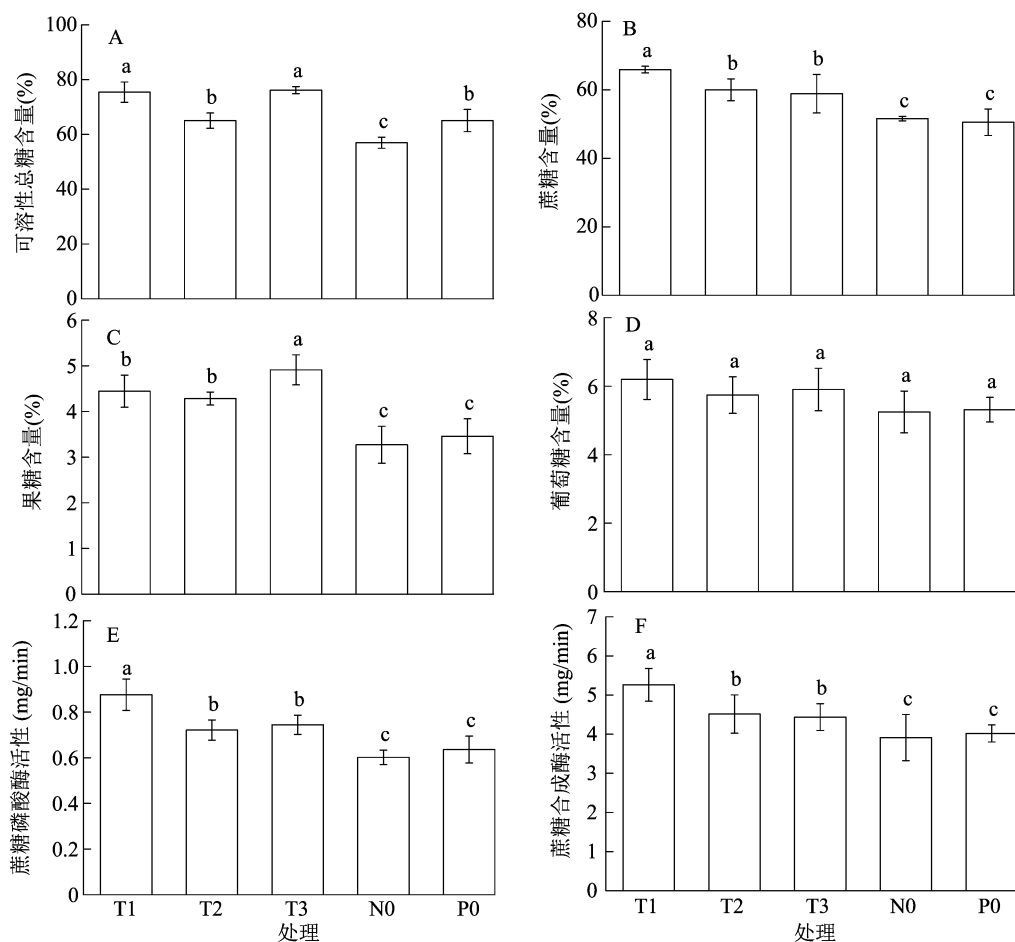 A
可溶性总糖含量(%)
100
80
60
40
20
0
a
b
a
c
b
B
蔗糖含量(%)
80
60
40
20
0
a
b
b
c
c
C
果糖含量(%)
6
5
4
3
2
1
0
b
b
a
c
c
D
葡萄糖含量(%)
8
6
4
2
0
a
a
a
a
a
E
蔗糖磷酸酶活性 (mg/min)
1.2
1.0
0.8
0.6
0.4
0.2
0
a
b
b
c
c
T1 T2 T3 N0 P0
处理
F
蔗糖合成酶活性 (mg/min)
7
6
5
4
3
2
1
0
a
b
b
c
c
T1 T2 T3 N0 P0
处理